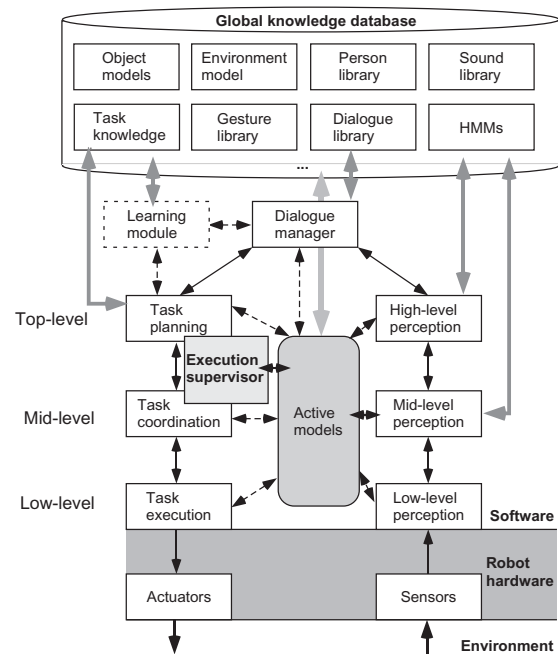 Global knowledge database
Object
models
Environment
model
Person
library
Sound
library
Task
knowledge
Gesture
library
Dialogue
library
HMMs
...
Learning
module
Dialogue
manager
Top-level
Task
planning
High-level
perception
Execution
supervisor
Mid-level
Task
coordination
Active
models
Mid-level
perception
Low-level
Task
execution
Low-level
perception
Software
Robot
hardware
Actuators
Sensors
Environment